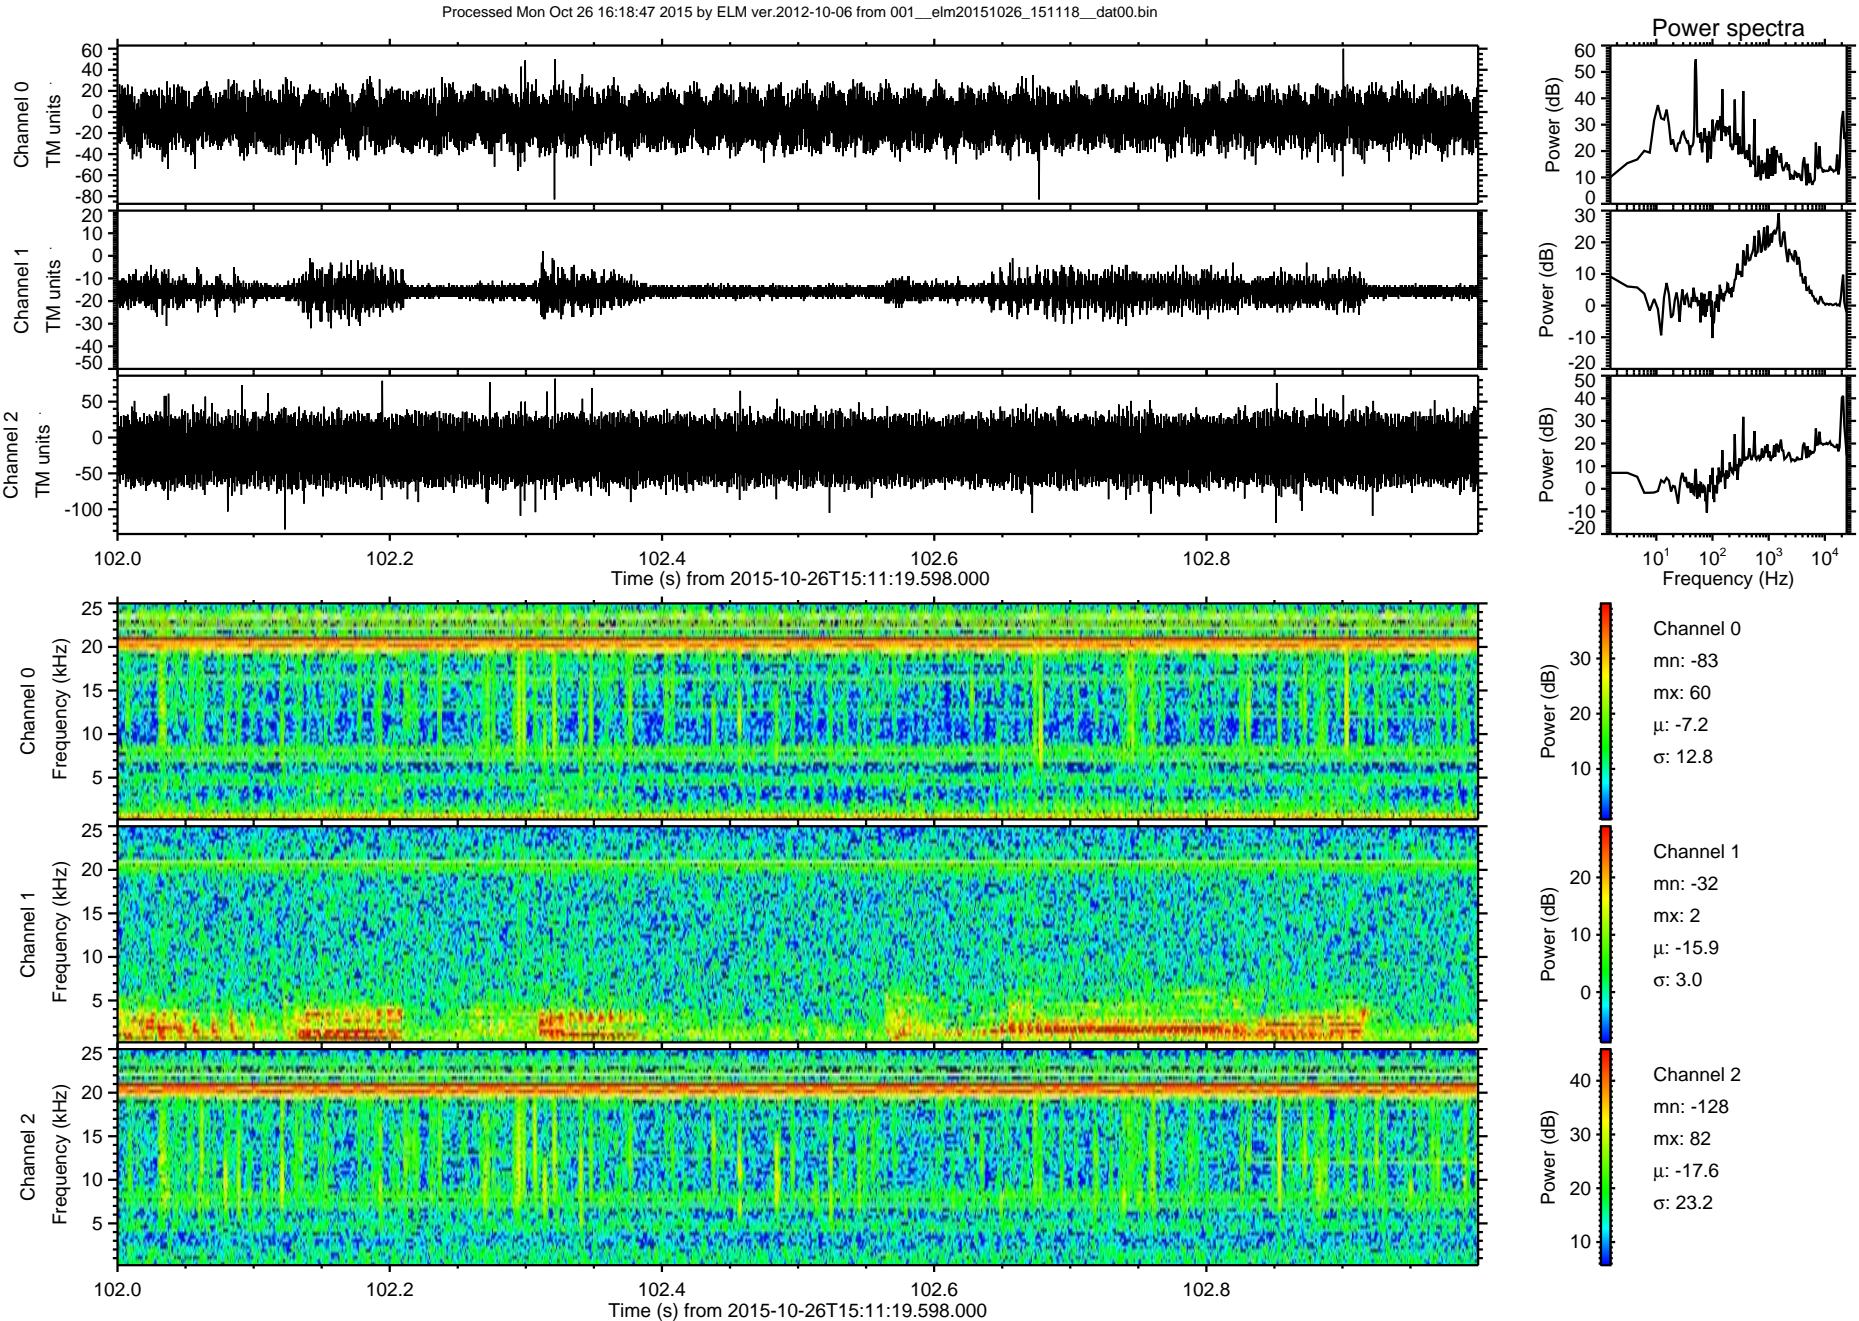 Processed Mon Oct 26 16:18:47 2015 by ELM ver.2012-10-06 from 001__elm20151026_151118__dat00.bin
Power spectra
Channel 0
TM units
60
40
20
0
-20
-40
-60
-80
Power (dB)
60
50
40
30
20
10
0
Channel 1
TM units
20
10
0
-10
-20
-30
-40
-50
Power (dB)
30
20
10
0
-10
-20
Channel 2
TM units
50
0
-50
-100
Power (dB)
50
40
30
20
10
0
-10
-20
102.0 102.2 102.4 102.6 102.8
Time (s) from 2015-10-26T15:11:19.598.000
10¹ 10² 10³ 10⁴
Frequency (Hz)
Channel 0
Frequency (kHz)
25
20
15
10
5
Power (dB)
30
20
10
Channel 0
mn: -83
mx: 60
μ: -7.2
σ: 12.8
Channel 1
Frequency (kHz)
25
20
15
10
5
Power (dB)
20
10
0
Channel 1
mn: -32
mx: 2
μ: -15.9
σ: 3.0
Channel 2
Frequency (kHz)
25
20
15
10
5
Power (dB)
40
30
20
10
Channel 2
mn: -128
mx: 82
μ: -17.6
σ: 23.2
102.0 102.2 102.4 102.6 102.8
Time (s) from 2015-10-26T15:11:19.598.000